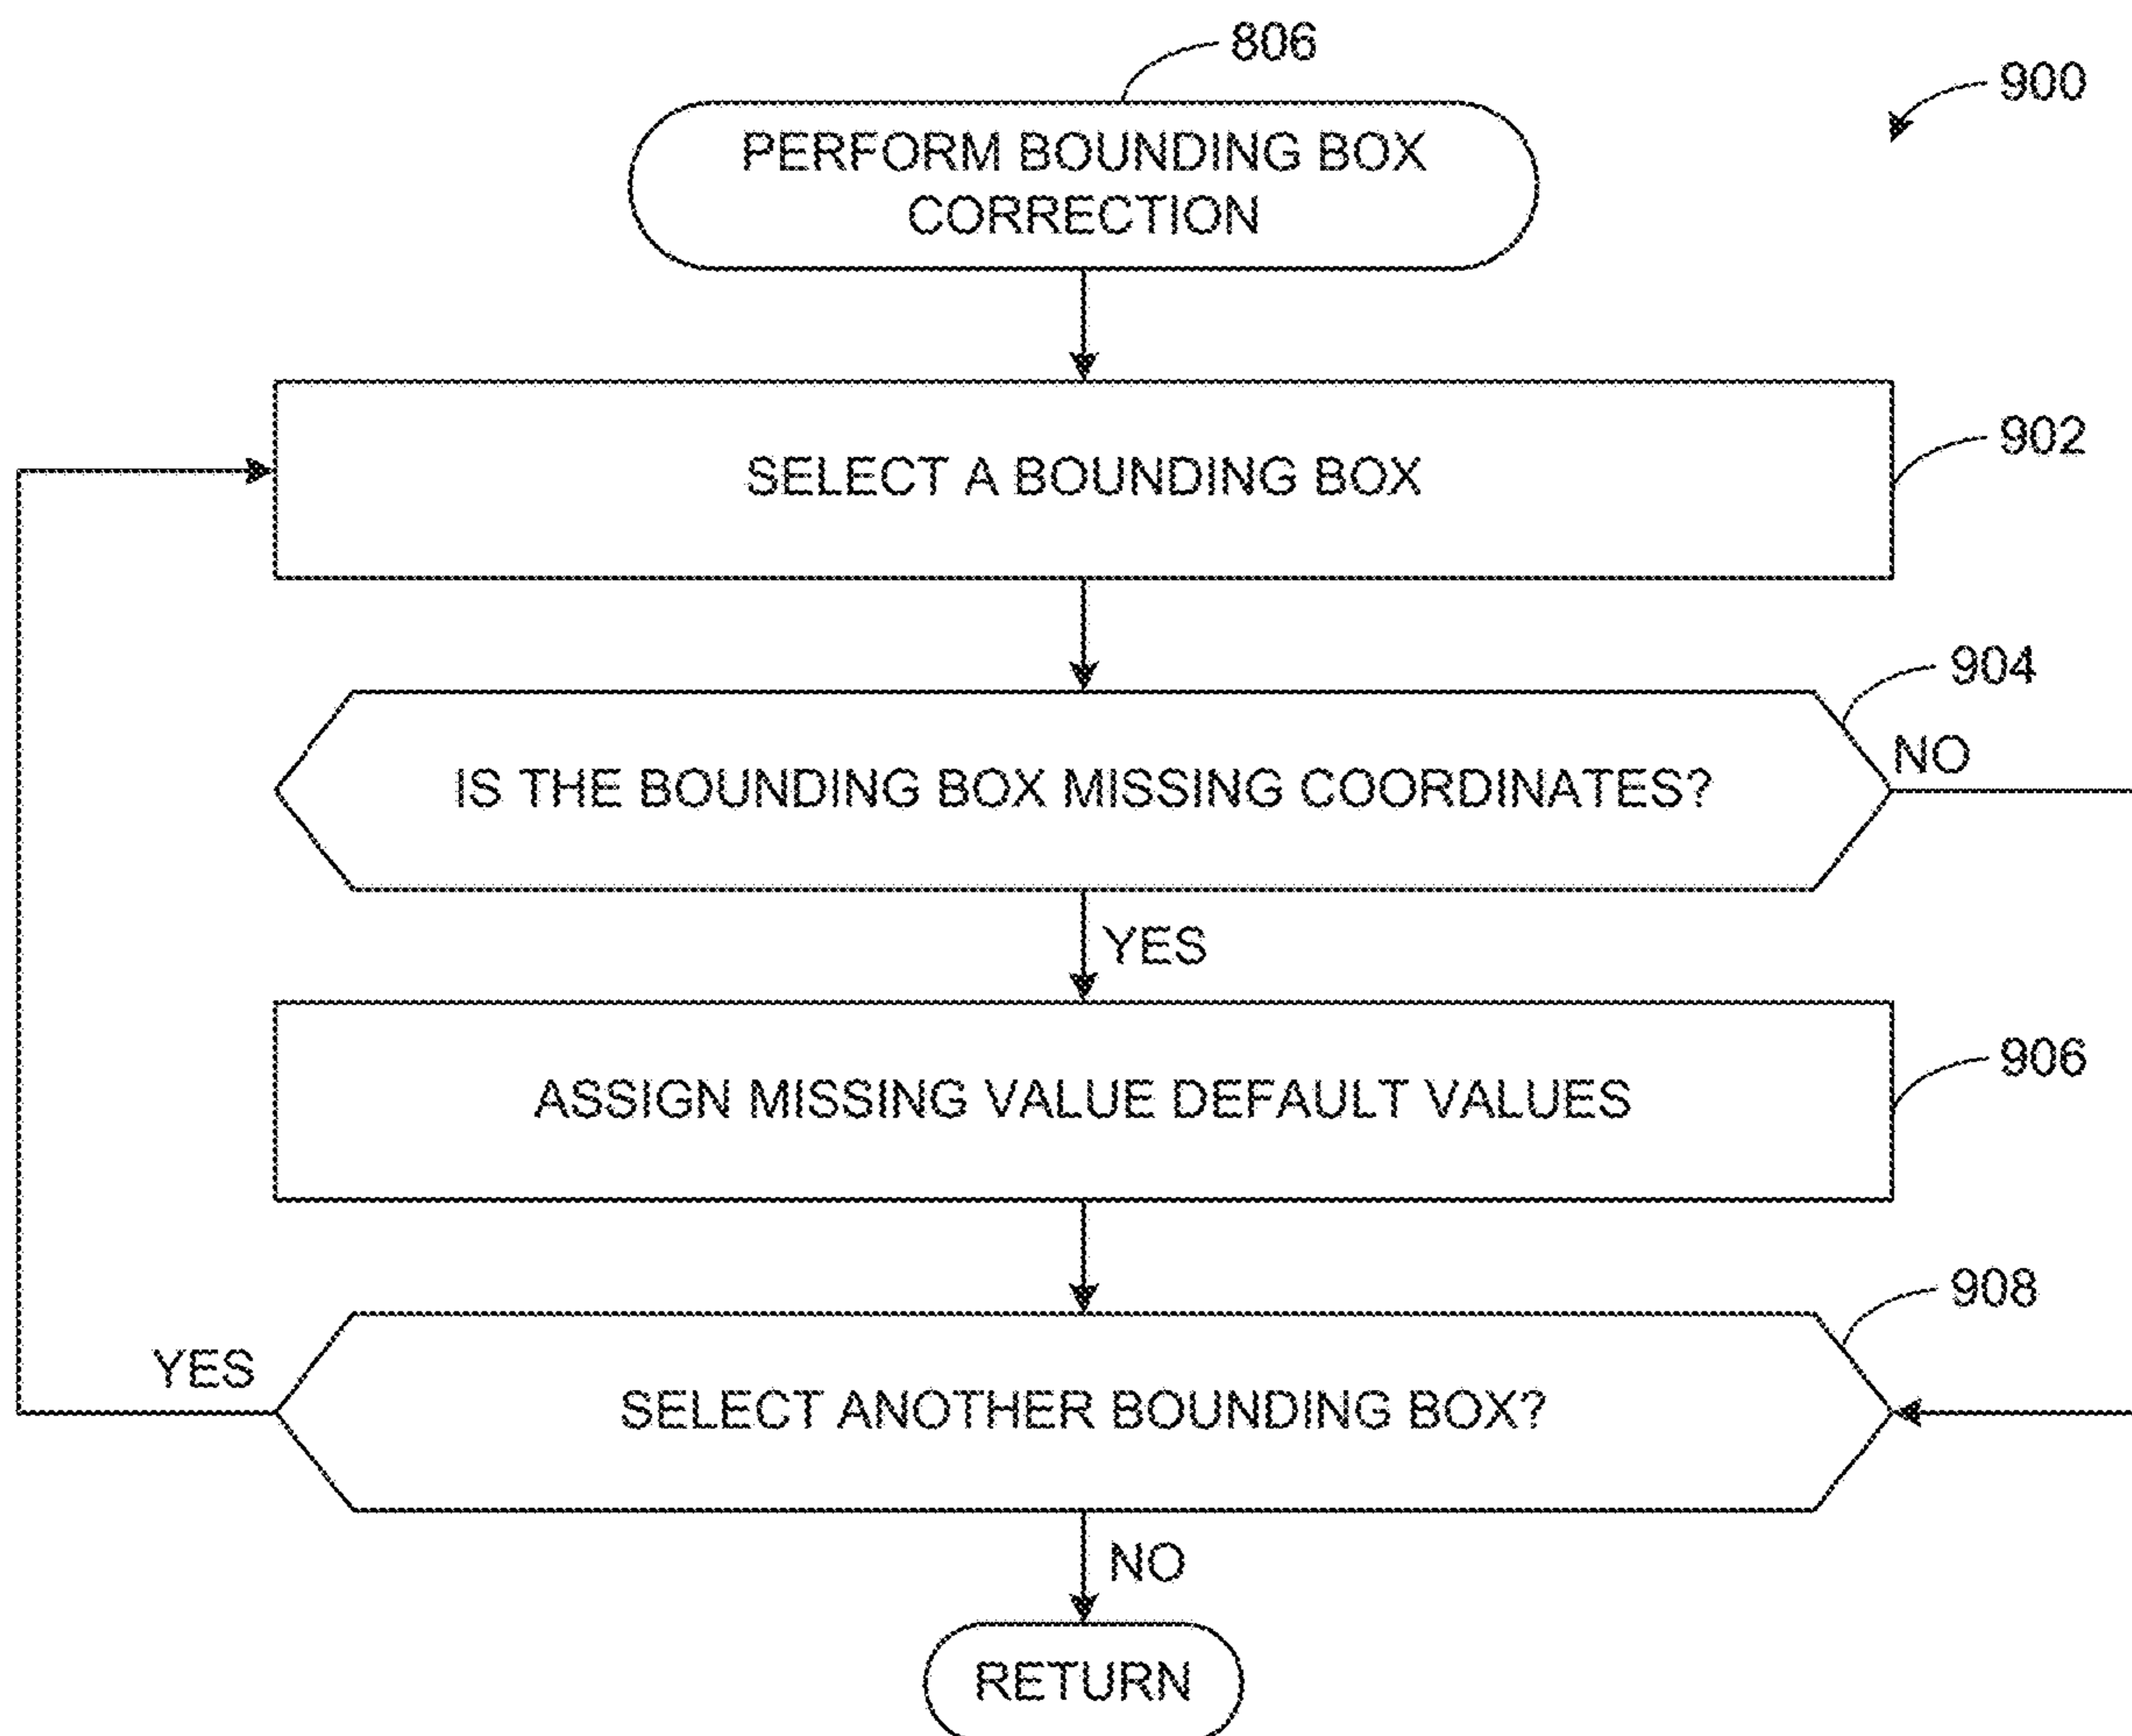 806
900
PERFORM BOUNDING BOX
CORRECTION
902
SELECT A BOUNDING BOX
904
NO
IS THE BOUNDING BOX MISSING COORDINATES?
YES
906
ASSIGN MISSING VALUE DEFAULT VALUES
908
YES
SELECT ANOTHER BOUNDING BOX?
NO
RETURN